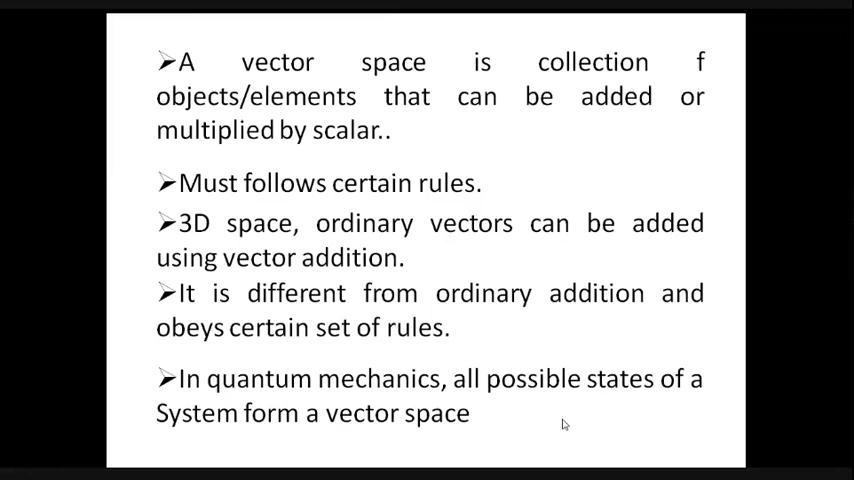 ➢A vector space is collection f
objects/elements that can be added or
multiplied by scalar..
➢Must follows certain rules.
➢3D space, ordinary vectors can be added
using vector addition.
➢It is different from ordinary addition and
obeys certain set of rules.
➢In quantum mechanics, all possible states of a
System form a vector space